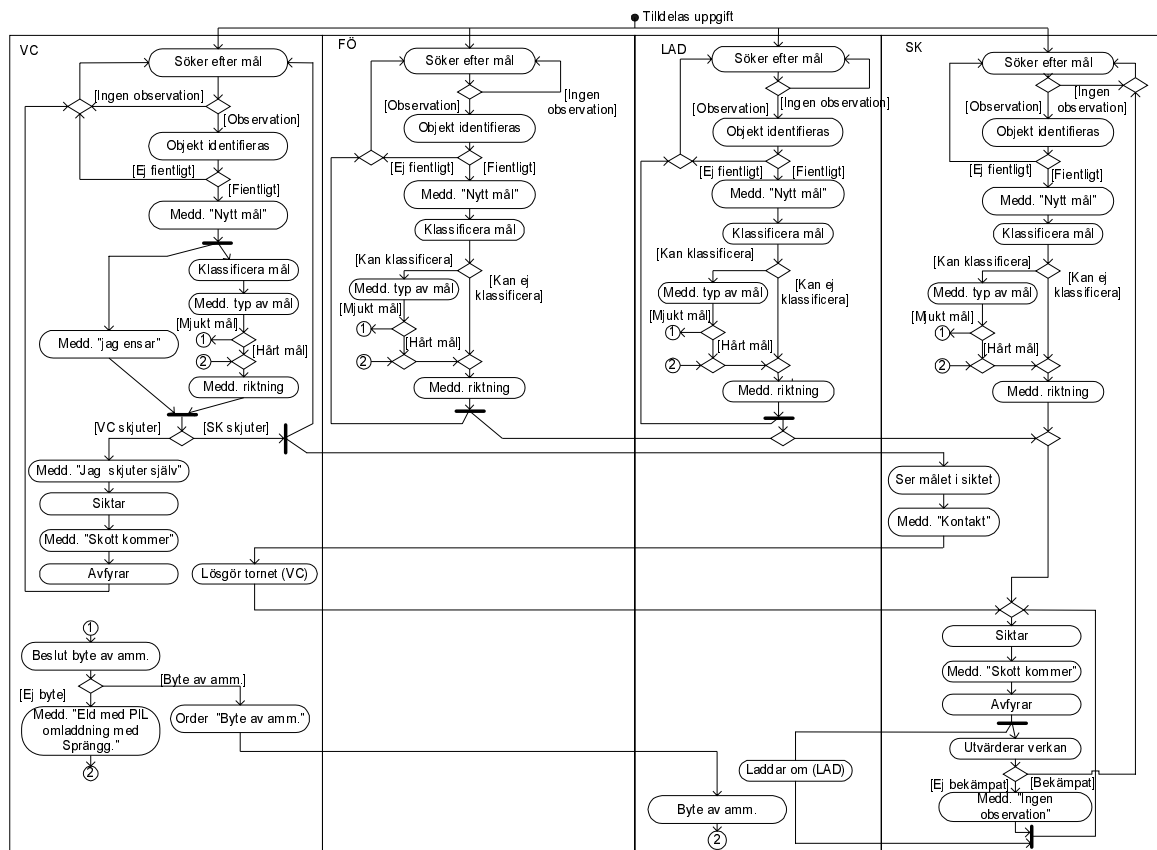 Tilldelas uppgift
VC
Söker efter mål
[Ingen observation]
[Observation]
Objekt identifieras
[Ej fientligt]
[Fientligt]
Medd. "Nytt mål"
Klassificera mål
Medd. typ av mål
[Mjukt mål]
1
[Hårt mål]
2
Medd. "jag ensar"
Medd. riktning
[VC skjuter]
[SK skjuter]
Medd. "Jag skjuter själv"
Siktar
Medd. "Skott kommer"
Avfyrar
Lösgör tornet (VC)
1
Beslut byte av amm.
[Ej byte]
[Byte av amm.]
Medd. "Eld med PIL
omladdning med
Sprängg."
Order "Byte av amm."
2
FÖ
Söker efter mål
[Observation]
[Ingen
observation]
Objekt identifieras
[Ej fientligt]
[Fientligt]
Medd. "Nytt mål"
Klassificera mål
[Kan klassificera]
[Kan ej
klassificera]
Medd. typ av mål
[Mjukt mål]
1
[Hårt mål]
2
Medd. riktning
LAD
Söker efter mål
[Observation]
[Ingen observation]
Objekt identifieras
[Ej fientligt]
[Fientligt]
Medd. "Nytt mål"
Klassificera mål
[Kan klassificera]
[Kan ej
klassificera]
Medd. typ av mål
[Mjukt mål]
1
[Hårt mål]
2
Medd. riktning
Laddar om (LAD)
Byte av amm.
2
SK
Söker efter mål
[Observation]
[Ingen
observation]
Objekt identifieras
[Ej fientligt]
[Fientligt]
Medd. "Nytt mål"
Klassificera mål
[Kan klassificera]
[Kan ej
klassificera]
Medd. typ av mål
[Mjukt mål]
1
[Hårt mål]
2
Medd. riktning
Ser målet i siktet
Medd. "Kontakt"
Siktar
Medd. "Skott kommer"
Avfyrar
Utvärderar verkan
[Ej bekämpat]
[Bekämpat]
Medd. "Ingen
observation"